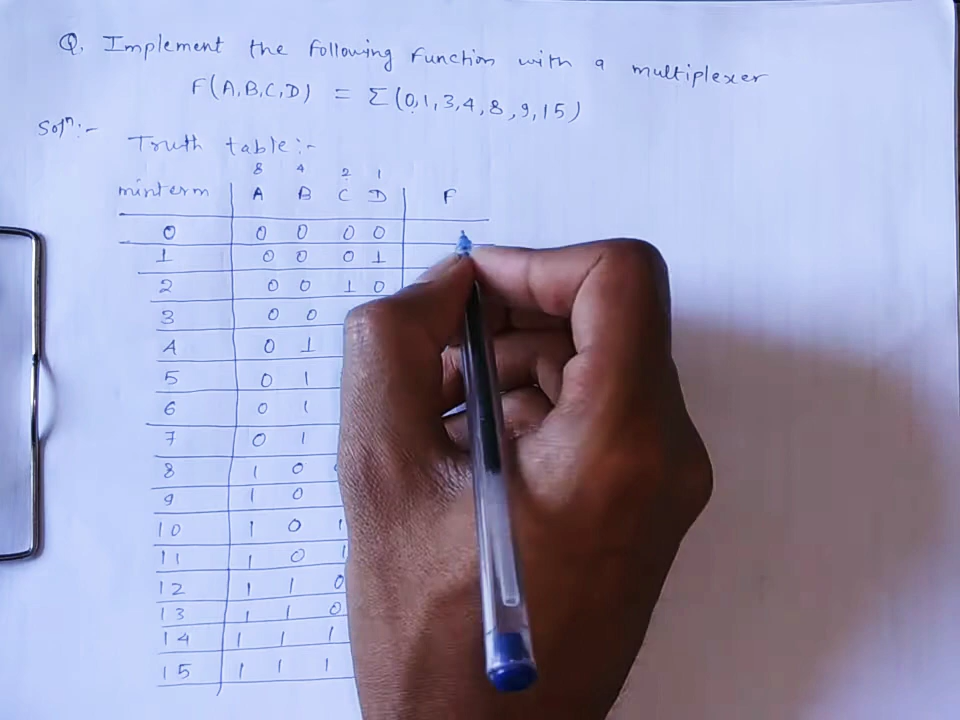 Q. Implement the following function with a multiplexer
F(A,B,C,D) = Σ(0,1,3,4,8,9,15)
Solⁿ:-
Truth table:-
8 4 2 1
minterm A B C D F
0 0 0 0 0
1 0 0 0 1
2 0 0 1 0
3 0 0
4 0 1
5 0 1
6 0 1
7 0 1
8 1 0
9 1 0
10 1 0 1
11 1 0 1
12 1 1 0
13 1 1 0
14 1 1 1
15 1 1 1